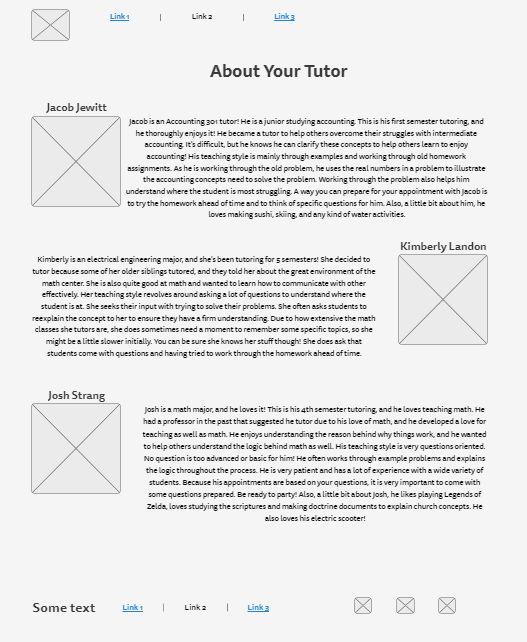 Link 1 | Link 2 | Link 3
About Your Tutor
Jacob Jewitt
Jacob is an Accounting 301 tutor! He is a junior studying accounting. This is his first semester tutoring, and
he thoroughly enjoys it! He became a tutor to help others overcome their struggles with intermediate
accounting. It's difficult, but he knows he can clarify these concepts to help others learn to enjoy
accounting! His teaching style is mainly through examples and working through old homework
assignments. As he is working through the old problem, he uses the real numbers in a problem to illustrate
the accounting concepts need to solve the problem. Working through the problem also helps him
understand where the student is most struggling. A way you can prepare for your appointment with Jacob is
to try the homework ahead of time and to think of specific questions for him. Also, a little bit about him, he
loves making sushi, skiing, and any kind of water activities.
Kimberly Landon
Kimberly is an electrical engineering major, and she's been tutoring for 5 semesters! She decided to
tutor because some of her older siblings tutored, and they told her about the great environment of the
math center. She is also quite good at math and wanted to learn how to communicate with other
effectively. Her teaching style revolves around asking a lot of questions to understand where the
student is at. She seeks their input with trying to solve their problems. She often asks students to
reexplain the concept to her to ensure they have a firm understanding. Due to how extensive the math
classes she tutors are, she does sometimes need a moment to remember some specific topics, so she
might be a little slower initially. You can be sure she knows her stuff though! She does ask that
students come with questions and having tried to work through the homework ahead of time.
Josh Strang
Josh is a math major, and he loves it! This is his 4th semester tutoring, and he loves teaching math. He
had a professor in the past that suggested he tutor due to his love of math, and he developed a love for
teaching as well as math. He enjoys understanding the reason behind why things work, and he wanted
to help others understand the logic behind math as well. His teaching style is very questions oriented.
No question is too advanced or basic for him! He often works through example problems and explains
the logic throughout the process. He is very patient and has a lot of experience with a wide variety of
students. Because his appointments are based on your questions, it is very important to come with
some questions prepared. Be ready to party! Also, a little bit about Josh, he likes playing Legends of
Zelda, loves studying the scriptures and making doctrine documents to explain church concepts. He
also loves his electric scooter!
Some text Link 1 | Link 2 | Link 3